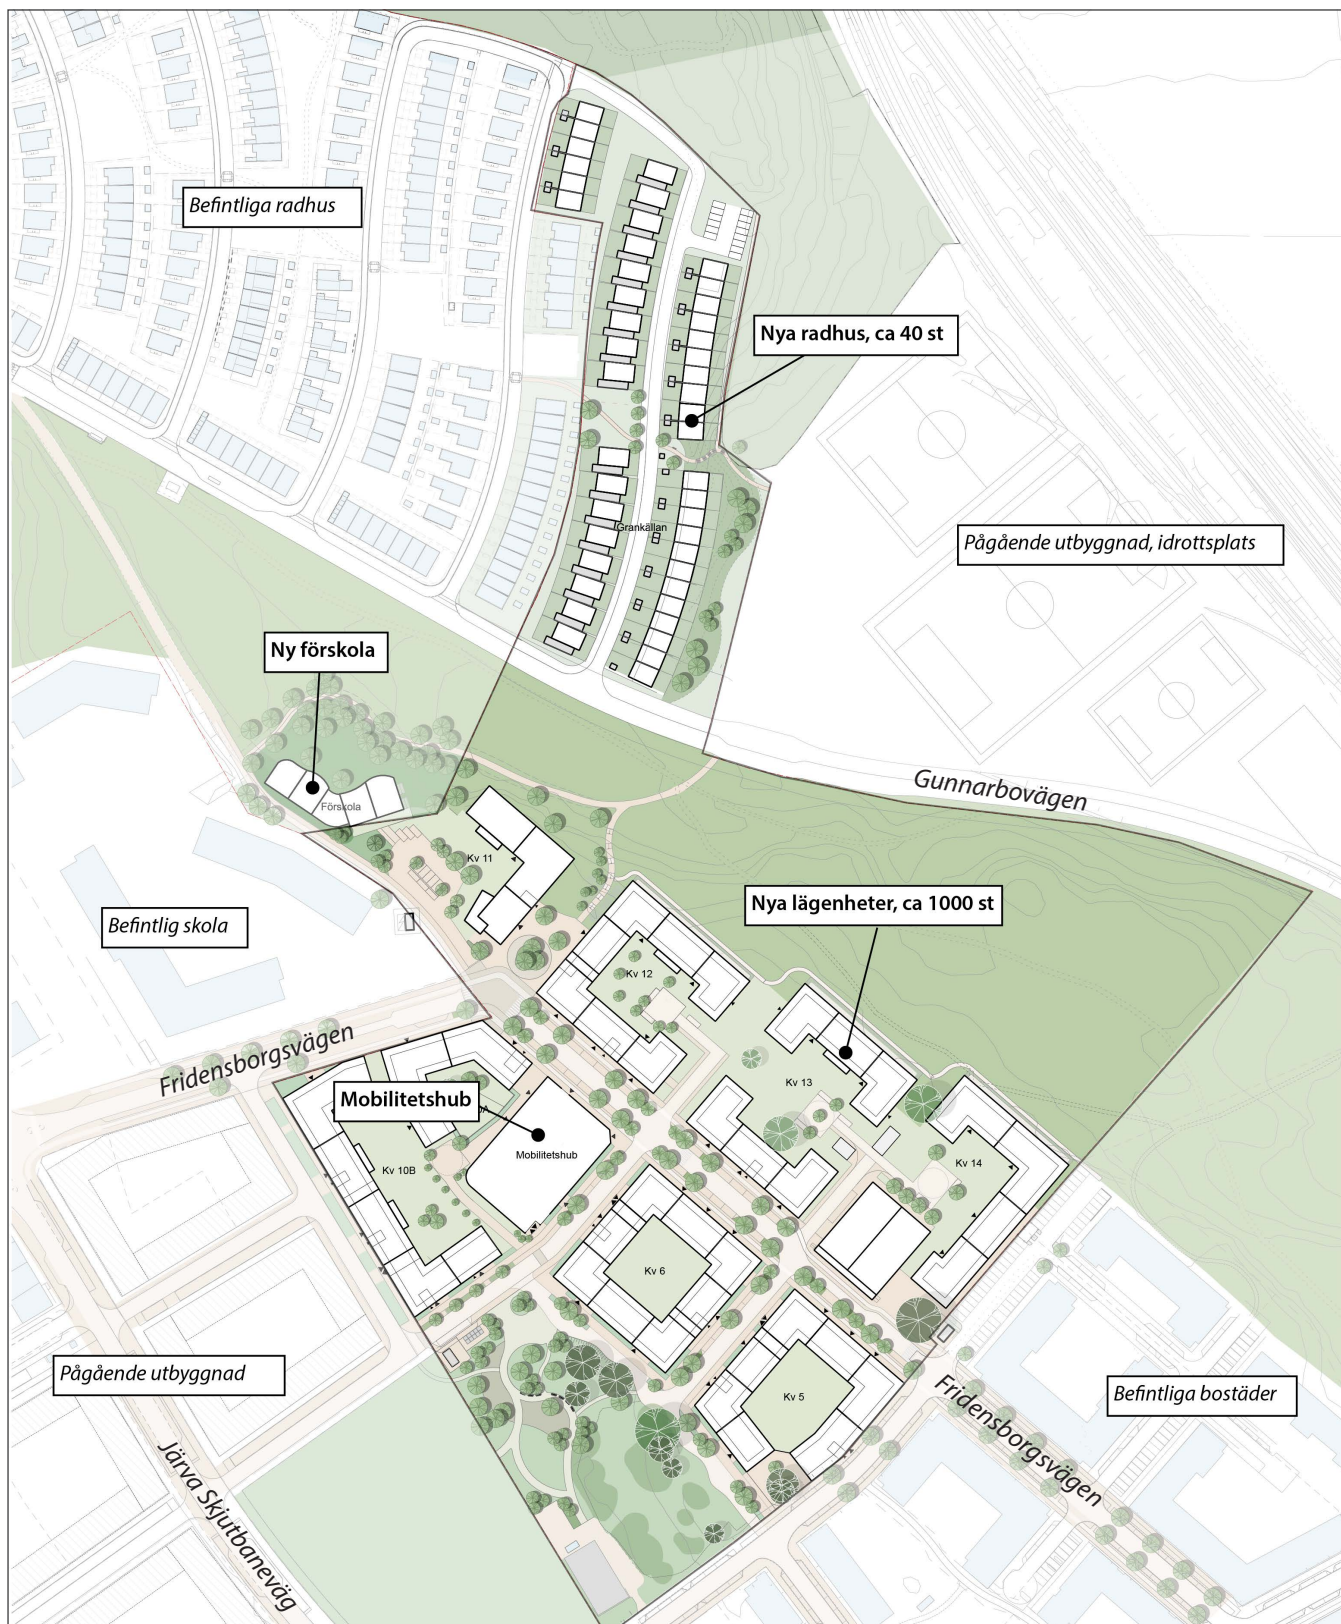 Befintliga radhus
Nya radhus, ca 40 st
Grankällan
Pågående utbyggnad, idrottsplats
Ny förskola
Förskola
Gunnarbovägen
Kv 11
Nya lägenheter, ca 1000 st
Befintlig skola
Kv 12
Fridensborgsvägen
Kv 13
Mobilitetshub
Mobilitetshub
Kv 14
Kv 10B
Kv 6
Pågående utbyggnad
Kv 5
Befintliga bostäder
Fridensborgsvägen
Järva Skjutbaneväg